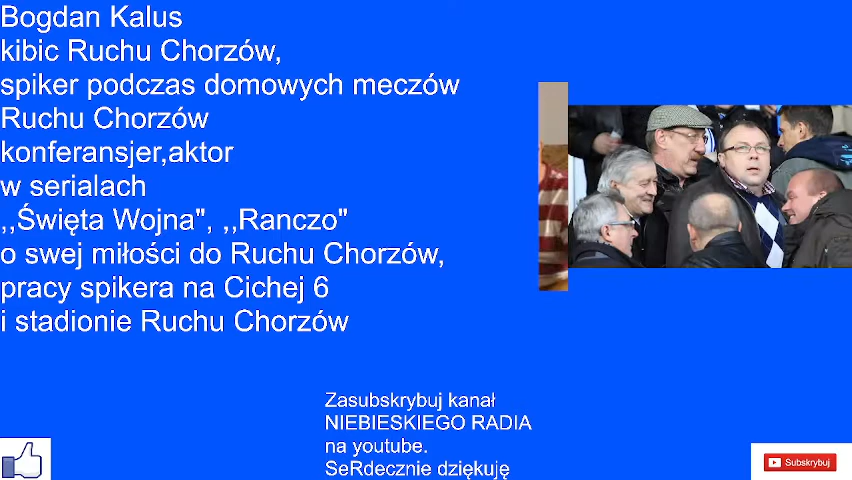 Bogdan Kalus
kibic Ruchu Chorzów,
spiker podczas domowych meczów
Ruchu Chorzów
konferansjer,aktor
w serialach
,,Święta Wojna", ,,Ranczo"
o swej miłości do Ruchu Chorzów,
pracy spikera na Cichej 6
i stadionie Ruchu Chorzów
Zasubskrybuj kanał
NIEBIESKIEGO RADIA
na youtube.
SeRdecznie dziękuję
Subskrybuj